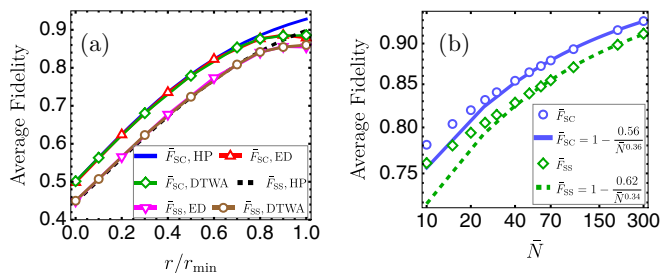 (a)
Average Fidelity
0.9
0.8
0.7
0.6
0.5
0.4
F̄_SC, HP
F̄_SC, ED
F̄_SC, DTWA
F̄_SS, HP
F̄_SS, ED
F̄_SS, DTWA
0.0 0.2 0.4 0.6 0.8 1.0
r/r_min
(b)
Average Fidelity
0.90
0.85
0.80
0.75
F̄_SC
F̄_SC = 1 − 0.56/N̄^0.36
F̄_SS
F̄_SS = 1 − 0.62/N̄^0.34
10 20 40 70 150 300
N̄